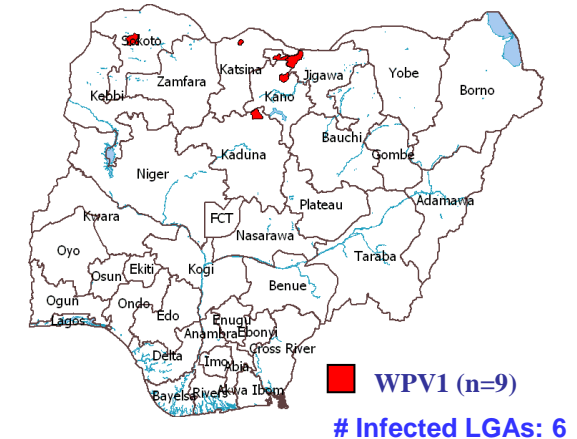 Sokoto
Katsina
Jigawa
Yobe
Borno
Zamfara
Kebbi
Kano
Bauchi
Gombe
Kaduna
Niger
Adamawa
Plateau
FCT
Kwara
Nasarawa
Oyo
Taraba
Ekiti
Kogi
Osun
Benue
Ogun
Ondo
Edo
Enugu
Lagos
Anambra
Ebonyi
Cross River
Delta
Imo
Abia
Bayelsa
Rivers
Akwa Ibom
WPV1 (n=9)
# Infected LGAs: 6